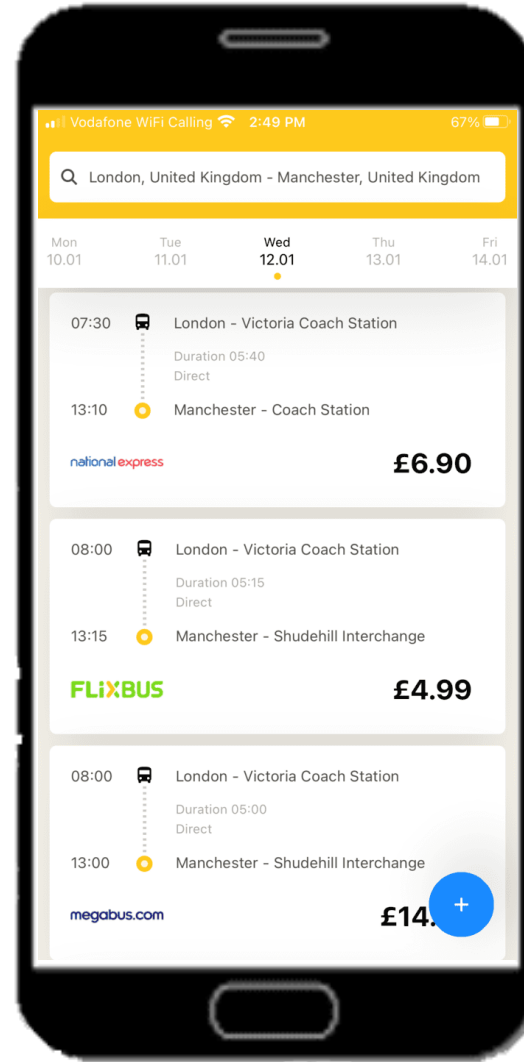 Vodafone WiFi Calling 2:49 PM 67%
London, United Kingdom - Manchester, United Kingdom
Mon Tue Wed Thu Fri
10.01 11.01 12.01 13.01 14.01
07:30 London - Victoria Coach Station
Duration 05:40
Direct
13:10 Manchester - Coach Station
national express £6.90
08:00 London - Victoria Coach Station
Duration 05:15
Direct
13:15 Manchester - Shudehill Interchange
FLiXBUS £4.99
08:00 London - Victoria Coach Station
Duration 05:00
Direct
13:00 Manchester - Shudehill Interchange
megabus.com £14. +